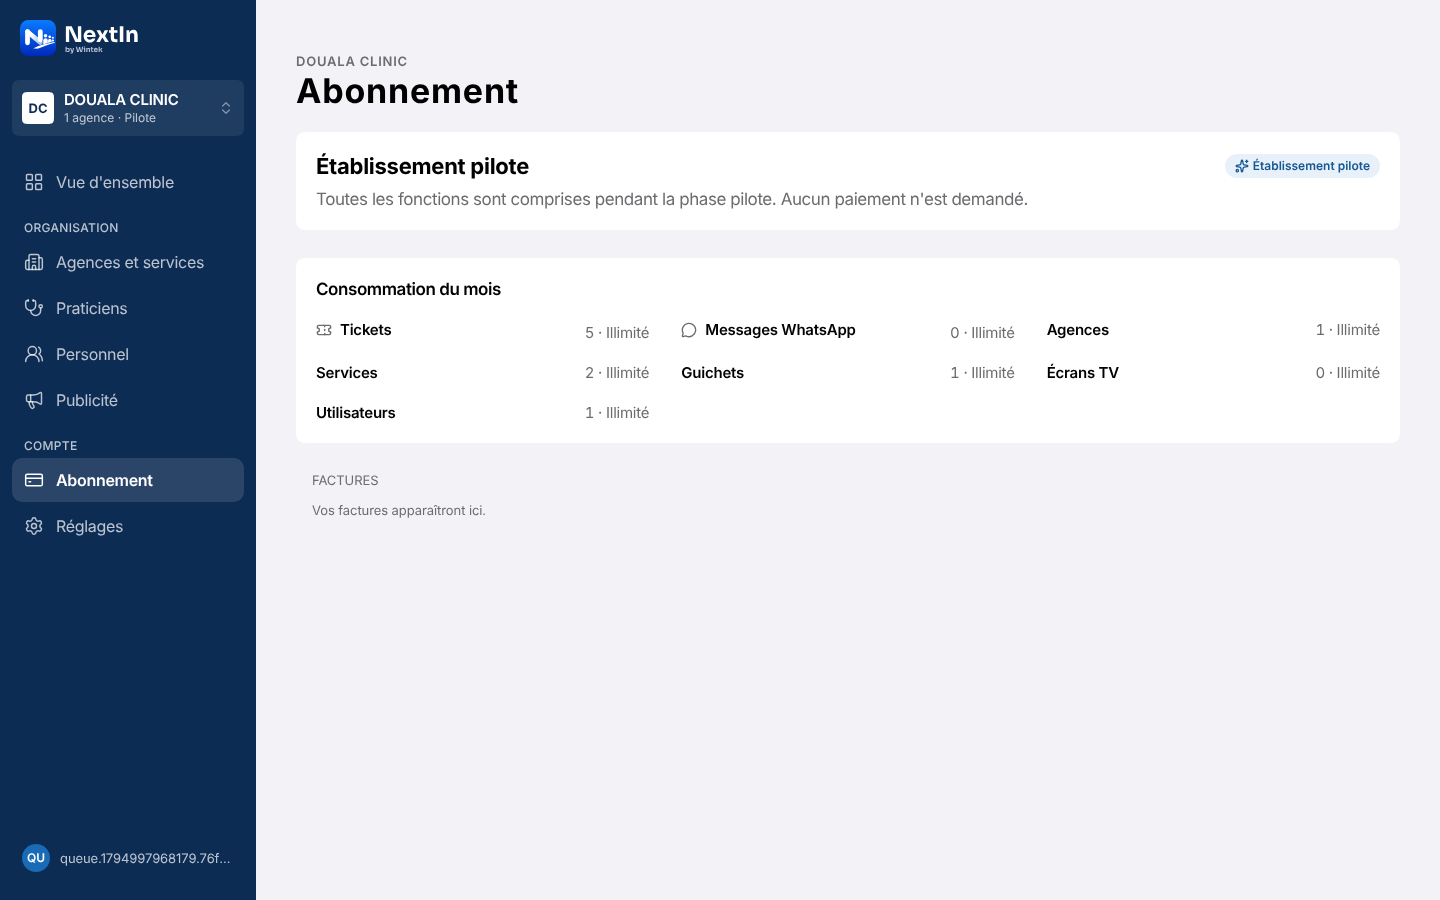 NextIn
by Wintek
DC
DOUALA CLINIC
1 agence · Pilote
Vue d'ensemble
ORGANISATION
Agences et services
Praticiens
Personnel
Publicité
COMPTE
Abonnement
Réglages
QU
queue.1794997968179.76f...
DOUALA CLINIC
Abonnement
Établissement pilote
Établissement pilote
Toutes les fonctions sont comprises pendant la phase pilote. Aucun paiement n'est demandé.
Consommation du mois
Tickets 5 · Illimité
Messages WhatsApp 0 · Illimité
Agences 1 · Illimité
Services 2 · Illimité
Guichets 1 · Illimité
Écrans TV 0 · Illimité
Utilisateurs 1 · Illimité
FACTURES
Vos factures apparaîtront ici.